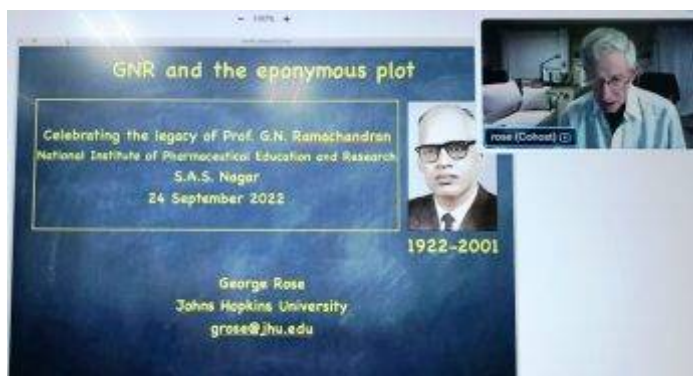 100%
GNR and the eponymous plot
Celebrating the legacy of Prof. G.N. Ramachandran
National Institute of Pharmaceutical Education and Research
S.A.S. Nagar
24 September 2022
1922-2001
George Rose
Johns Hopkins University
grose@jhu.edu
rose (Cohost)